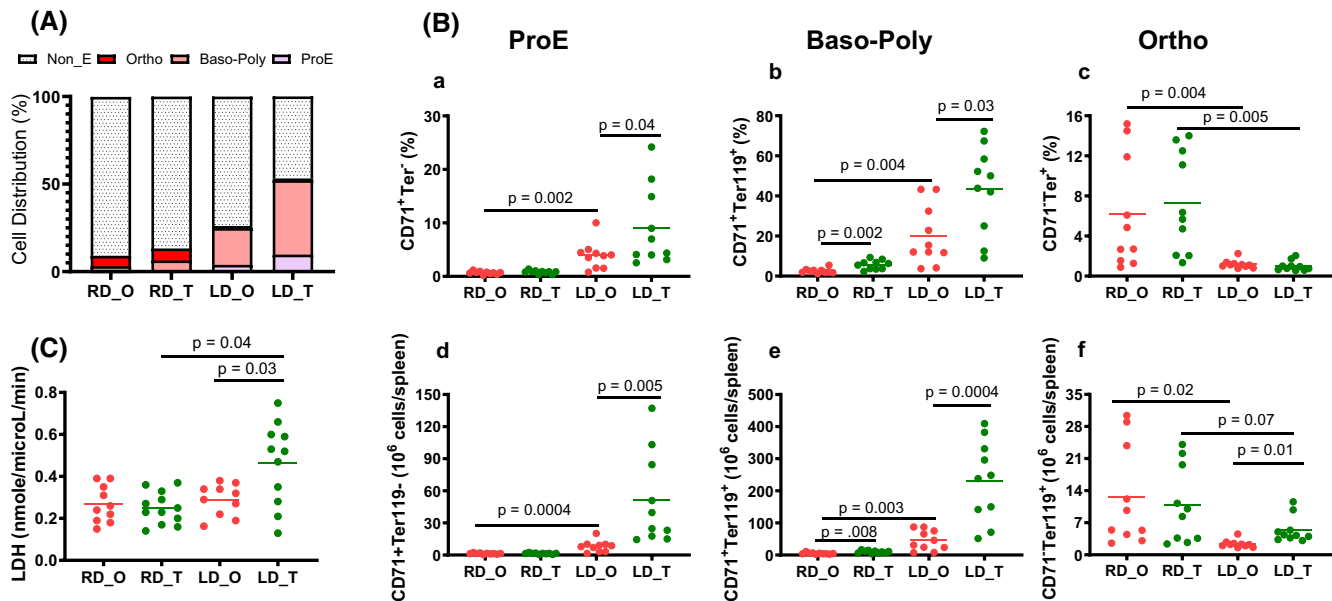 (A)
Non_E Ortho Baso-Poly ProE
Cell Distribution (%)
100
50
0
RD_O RD_T LD_O LD_T
(B)
ProE
Baso-Poly
Ortho
a
CD71+Ter- (%)
30
20
10
0
p = 0.04
p = 0.002
RD_O RD_T LD_O LD_T
b
CD71+Ter119+ (%)
80
60
40
20
0
p = 0.03
p = 0.004
p = 0.002
RD_O RD_T LD_O LD_T
c
CD71-Ter+ (%)
16
12
8
4
0
p = 0.004
p = 0.005
RD_O RD_T LD_O LD_T
(C)
LDH (nmole/microL/min)
0.8
0.6
0.4
0.2
0.0
p = 0.04
p = 0.03
RD_O RD_T LD_O LD_T
d
CD71+Ter119- (10⁶ cells/spleen)
150
120
90
60
30
0
p = 0.005
p = 0.0004
RD_O RD_T LD_O LD_T
e
CD71⁺Ter119⁺ (10⁶ cells/spleen)
500
400
300
200
100
0
p = 0.0004
p = 0.003
p = .008
RD_O RD_T LD_O LD_T
f
CD71⁻Ter119⁺ (10⁶ cells/spleen)
35
28
21
14
7
0
p = 0.02
p = 0.07
p = 0.01
RD_O RD_T LD_O LD_T